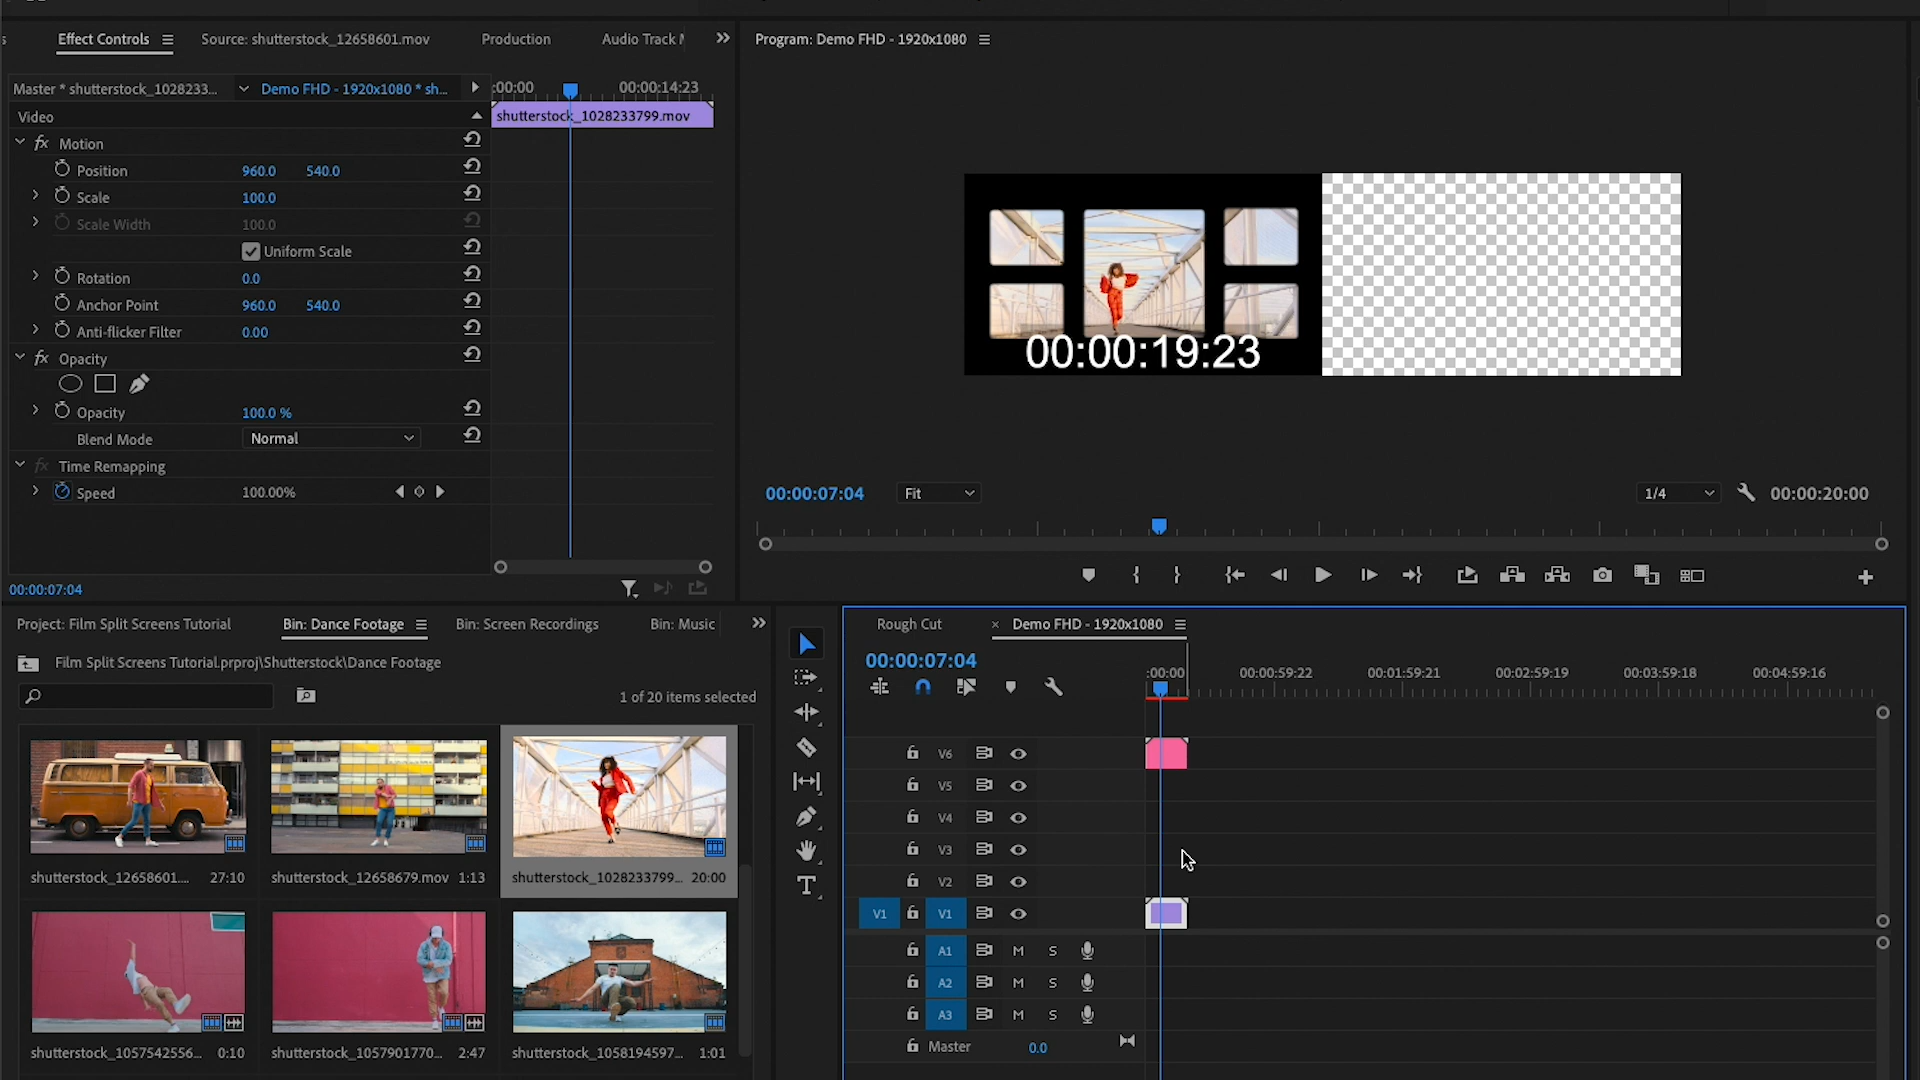 Effect Controls
Source: shutterstock_12658601.mov
Production
Audio Track
Program: Demo FHD - 1920x1080
Master * shutterstock_1028233...
Demo FHD - 1920x1080 * sh...
:00:00
00:00:14:23
Video
shutterstock_1028233799.mov
fx Motion
Position 960.0 540.0
Scale 100.0
Scale Width 100.0
Uniform Scale
Rotation 0.0
Anchor Point 960.0 540.0
Anti-flicker Filter 0.00
fx Opacity
Opacity 100.0 %
Blend Mode Normal
fx Time Remapping
Speed 100.00%
00:00:07:04
00:00:19:23
00:00:07:04
Fit
1/4
00:00:20:00
Project: Film Split Screens Tutorial
Bin: Dance Footage
Bin: Screen Recordings
Bin: Music
Film Split Screens Tutorial.prproj\Shutterstock\Dance Footage
1 of 20 items selected
shutterstock_12658601.... 27:10
shutterstock_12658679.mov 1:13
shutterstock_1028233799... 20:00
shutterstock_1057542556... 0:10
shutterstock_1057901770... 2:47
shutterstock_1058194597... 1:01
Rough Cut
× Demo FHD - 1920x1080
00:00:07:04
:00:00
00:00:59:22
00:01:59:21
00:02:59:19
00:03:59:18
00:04:59:16
V6
V5
V4
V3
V2
V1 V1
A1 M S
A2 M S
A3 M S
Master 0.0